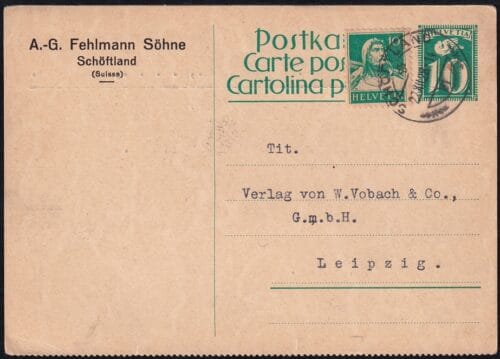 A.-G. Fehlmann Söhne
Schöftland
(Suisse)
Postka
Carte pos
Cartolina p
HELVETIA
HELVETIA
10
Tit.
Verlag von W.Vobach & Co.,
G.m.b.H.
Leipzig.